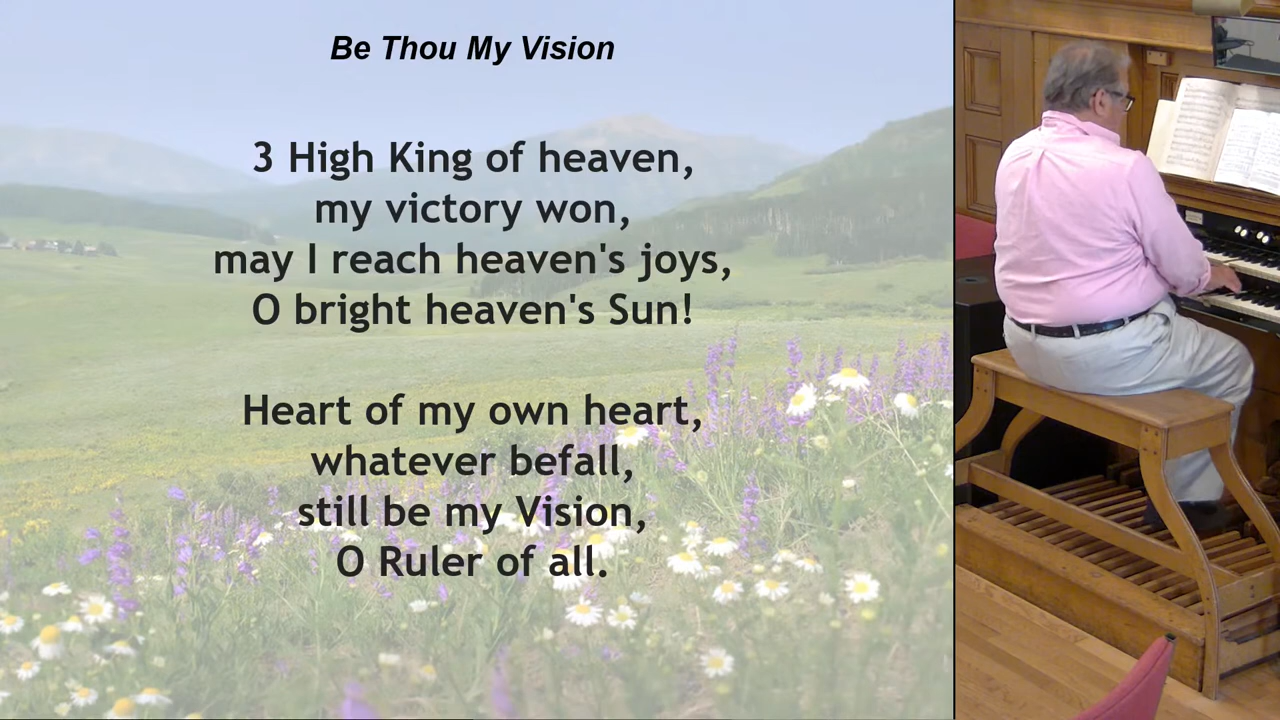 Be Thou My Vision
3 High King of heaven,
my victory won,
may I reach heaven's joys,
O bright heaven's Sun!
Heart of my own heart,
whatever befall,
still be my Vision,
O Ruler of all.